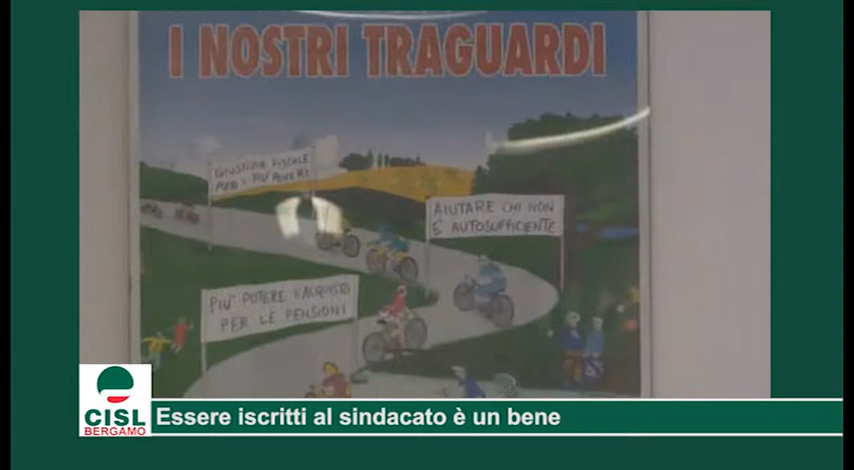 I NOSTRI TRAGUARDI
GIUSTIZIA FISCALE
PER I PIÙ POVERI
AIUTARE CHI NON
È AUTOSUFFICIENTE
PIU' POTERE D'ACQUISTO
PER LE PENSIONI
CISL
BERGAMO
Essere iscritti al sindacato è un bene